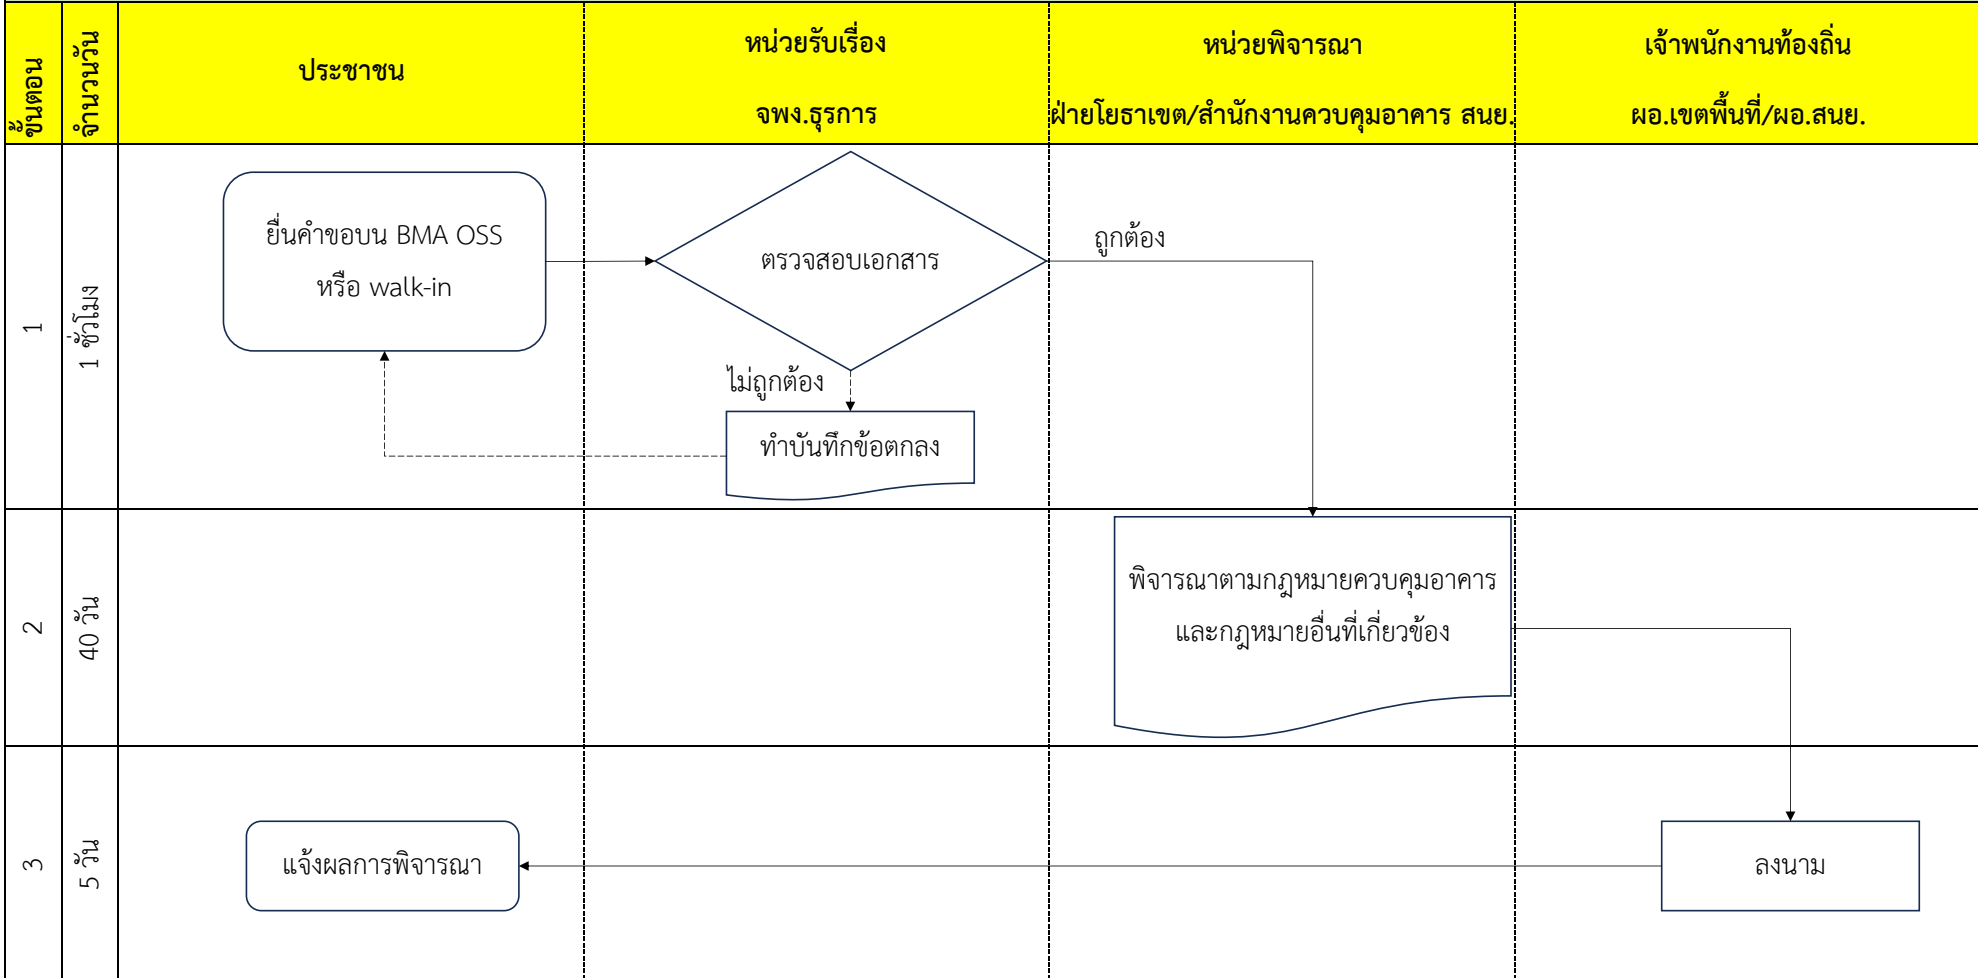 ขั้นตอน
จำนวนวัน
ประชาชน
หน่วยรับเรื่อง
จพง.ธุรการ
หน่วยพิจารณา
ฝ่ายโยธาเขต/สำนักงานควบคุมอาคาร สนย.
เจ้าพนักงานท้องถิ่น
ผอ.เขตพื้นที่/ผอ.สนย.
1
1 ชั่วโมง
ยื่นคำขอบน BMA OSS
หรือ walk-in
ตรวจสอบเอกสาร
ถูกต้อง
ไม่ถูกต้อง
ทำบันทึกข้อตกลง
2
40 วัน
พิจารณาตามกฎหมายควบคุมอาคาร
และกฎหมายอื่นที่เกี่ยวข้อง
3
5 วัน
แจ้งผลการพิจารณา
ลงนาม